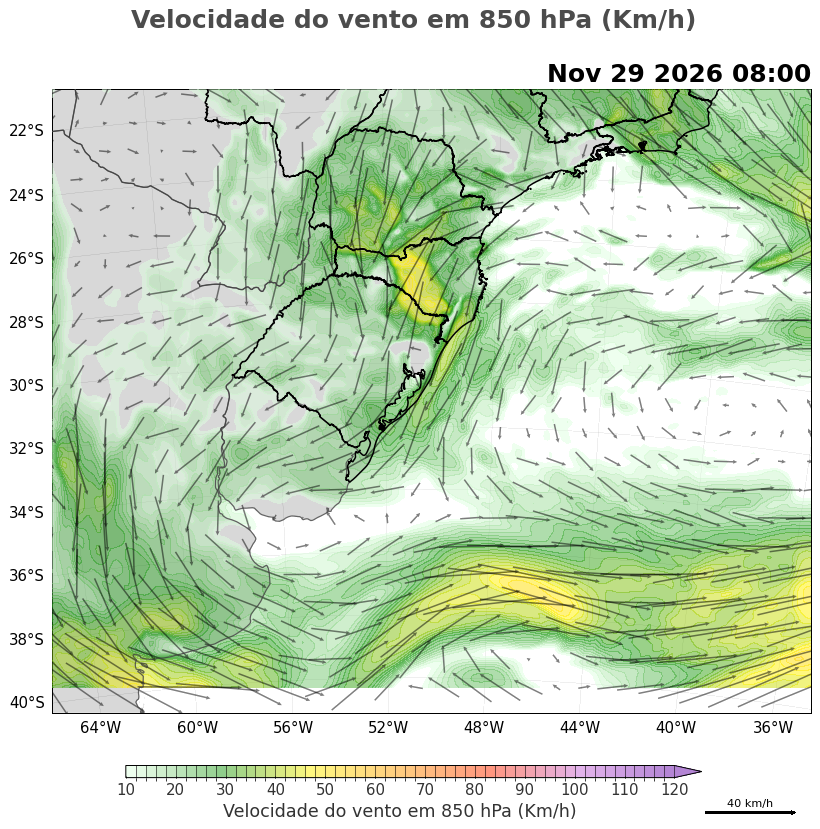 Velocidade do vento em 850 hPa (Km/h)
Nov 29 2026 08:00
22°S
24°S
26°S
28°S
30°S
32°S
34°S
36°S
38°S
40°S
64°W 60°W 56°W 52°W 48°W 44°W 40°W 36°W
10 20 30 40 50 60 70 80 90 100 110 120
Velocidade do vento em 850 hPa (Km/h)
40 km/h